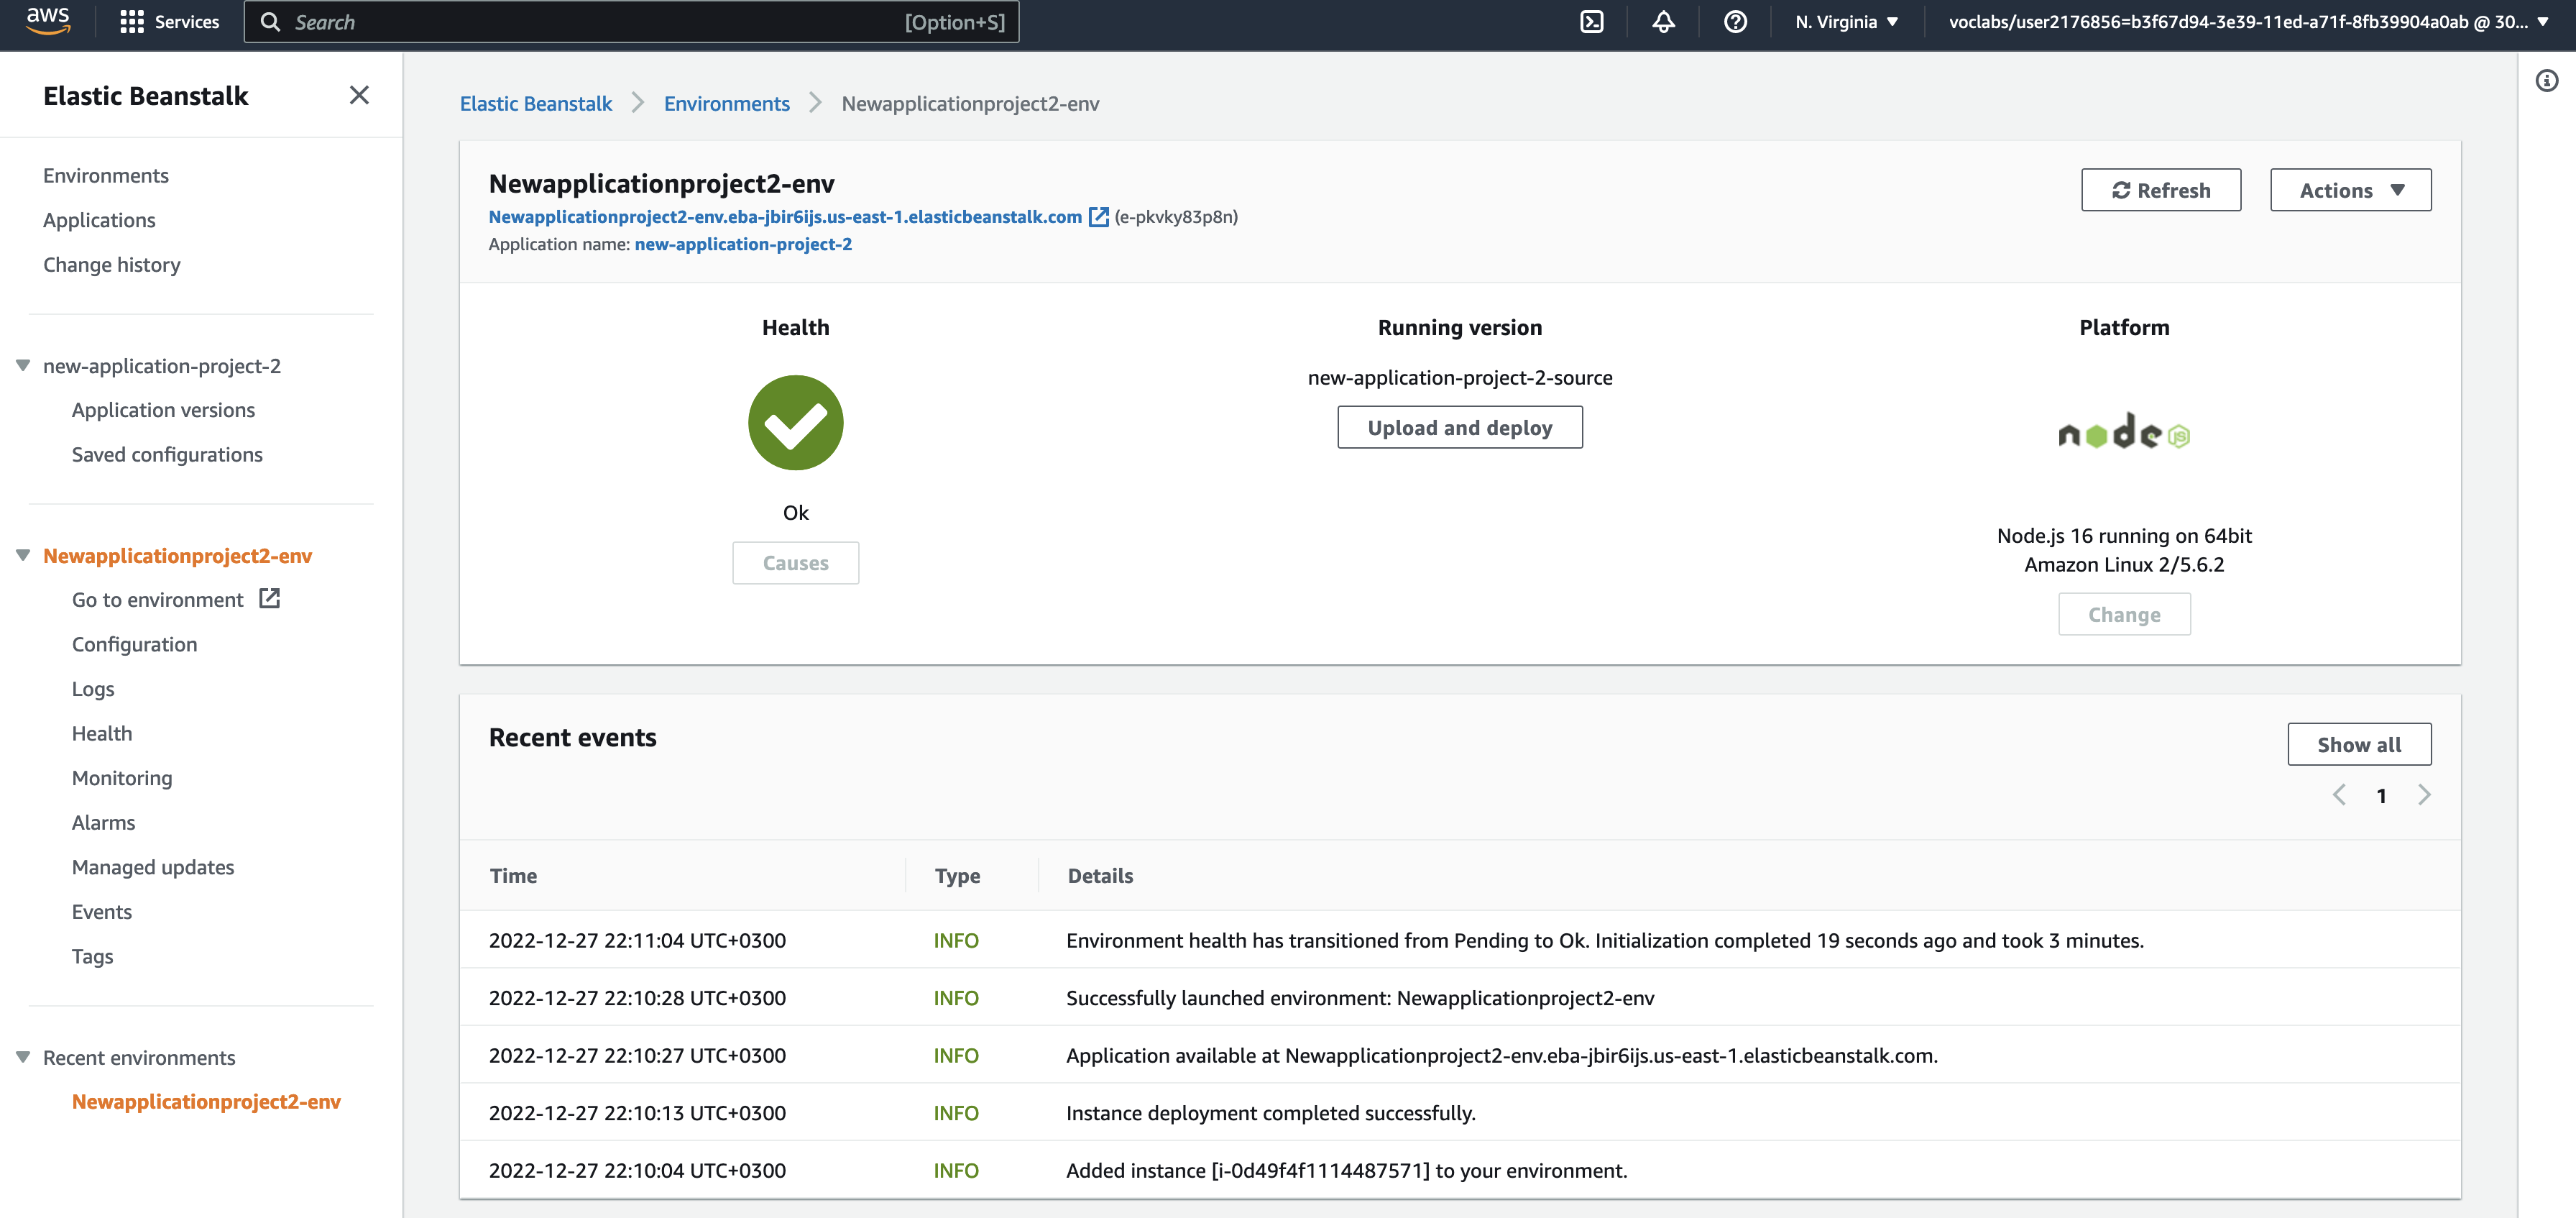 aws
Services
Search
[Option+S]
N. Virginia
voclabs/user2176856=b3f67d94-3e39-11ed-a71f-8fb39904a0ab @ 30...
Elastic Beanstalk
Environments
Applications
Change history
new-application-project-2
Application versions
Saved configurations
Newapplicationproject2-env
Go to environment
Configuration
Logs
Health
Monitoring
Alarms
Managed updates
Events
Tags
Recent environments
Newapplicationproject2-env
Elastic Beanstalk
Environments
Newapplicationproject2-env
Newapplicationproject2-env
Newapplicationproject2-env.eba-jbir6ijs.us-east-1.elasticbeanstalk.com (e-pkvky83p8n)
Application name: new-application-project-2
Refresh
Actions
Health
Ok
Causes
Running version
new-application-project-2-source
Upload and deploy
Platform
node JS
Node.js 16 running on 64bit
Amazon Linux 2/5.6.2
Change
Recent events
Show all
1
Time Type Details
2022-12-27 22:11:04 UTC+0300 INFO Environment health has transitioned from Pending to Ok. Initialization completed 19 seconds ago and took 3 minutes.
2022-12-27 22:10:28 UTC+0300 INFO Successfully launched environment: Newapplicationproject2-env
2022-12-27 22:10:27 UTC+0300 INFO Application available at Newapplicationproject2-env.eba-jbir6ijs.us-east-1.elasticbeanstalk.com.
2022-12-27 22:10:13 UTC+0300 INFO Instance deployment completed successfully.
2022-12-27 22:10:04 UTC+0300 INFO Added instance [i-0d49f4f1114487571] to your environment.